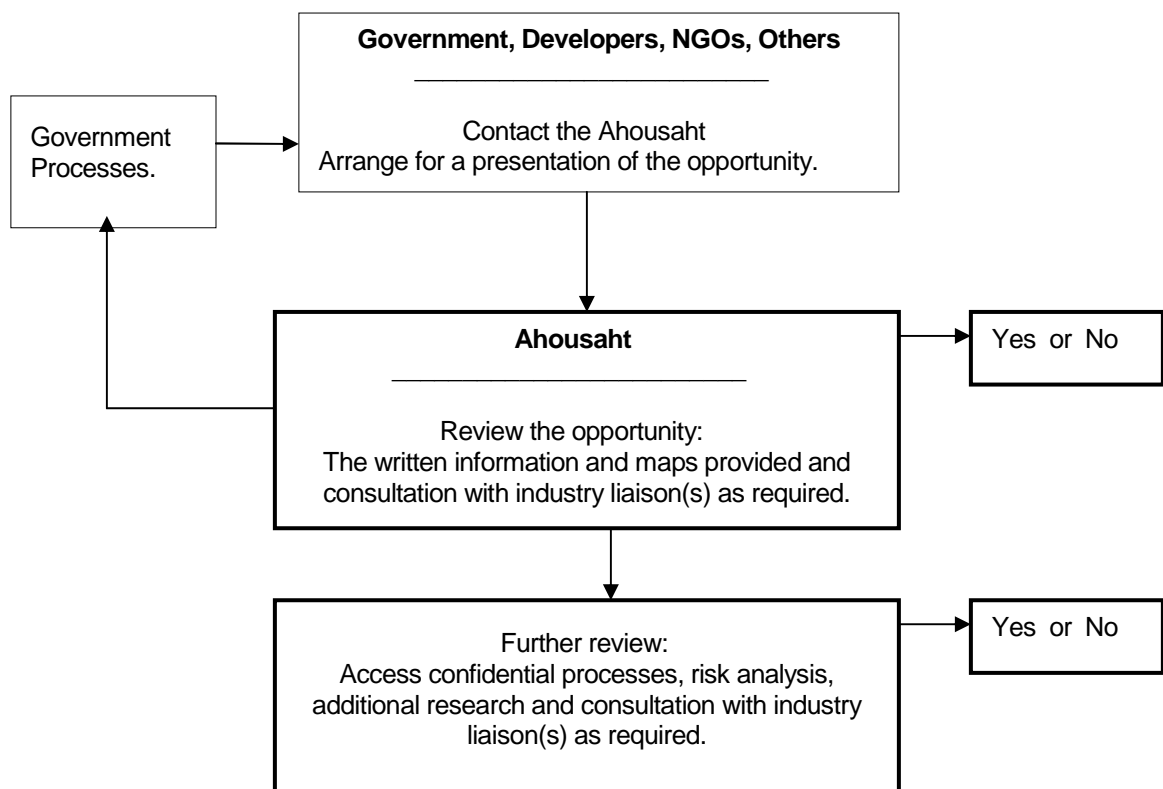 Government, Developers, NGOs, Others
Contact the Ahousaht
Arrange for a presentation of the opportunity.
Government
Processes.
Ahousaht
Review the opportunity:
The written information and maps provided and
consultation with industry liaison(s) as required.
Yes or No
Further review:
Access confidential processes, risk analysis,
additional research and consultation with industry
liaison(s) as required.
Yes or No